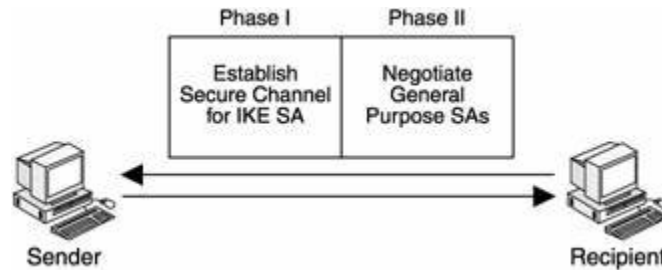 Phase I Phase II
Establish
Secure Channel
for IKE SA
Negotiate
General
Purpose SAs
Sender
Recipient